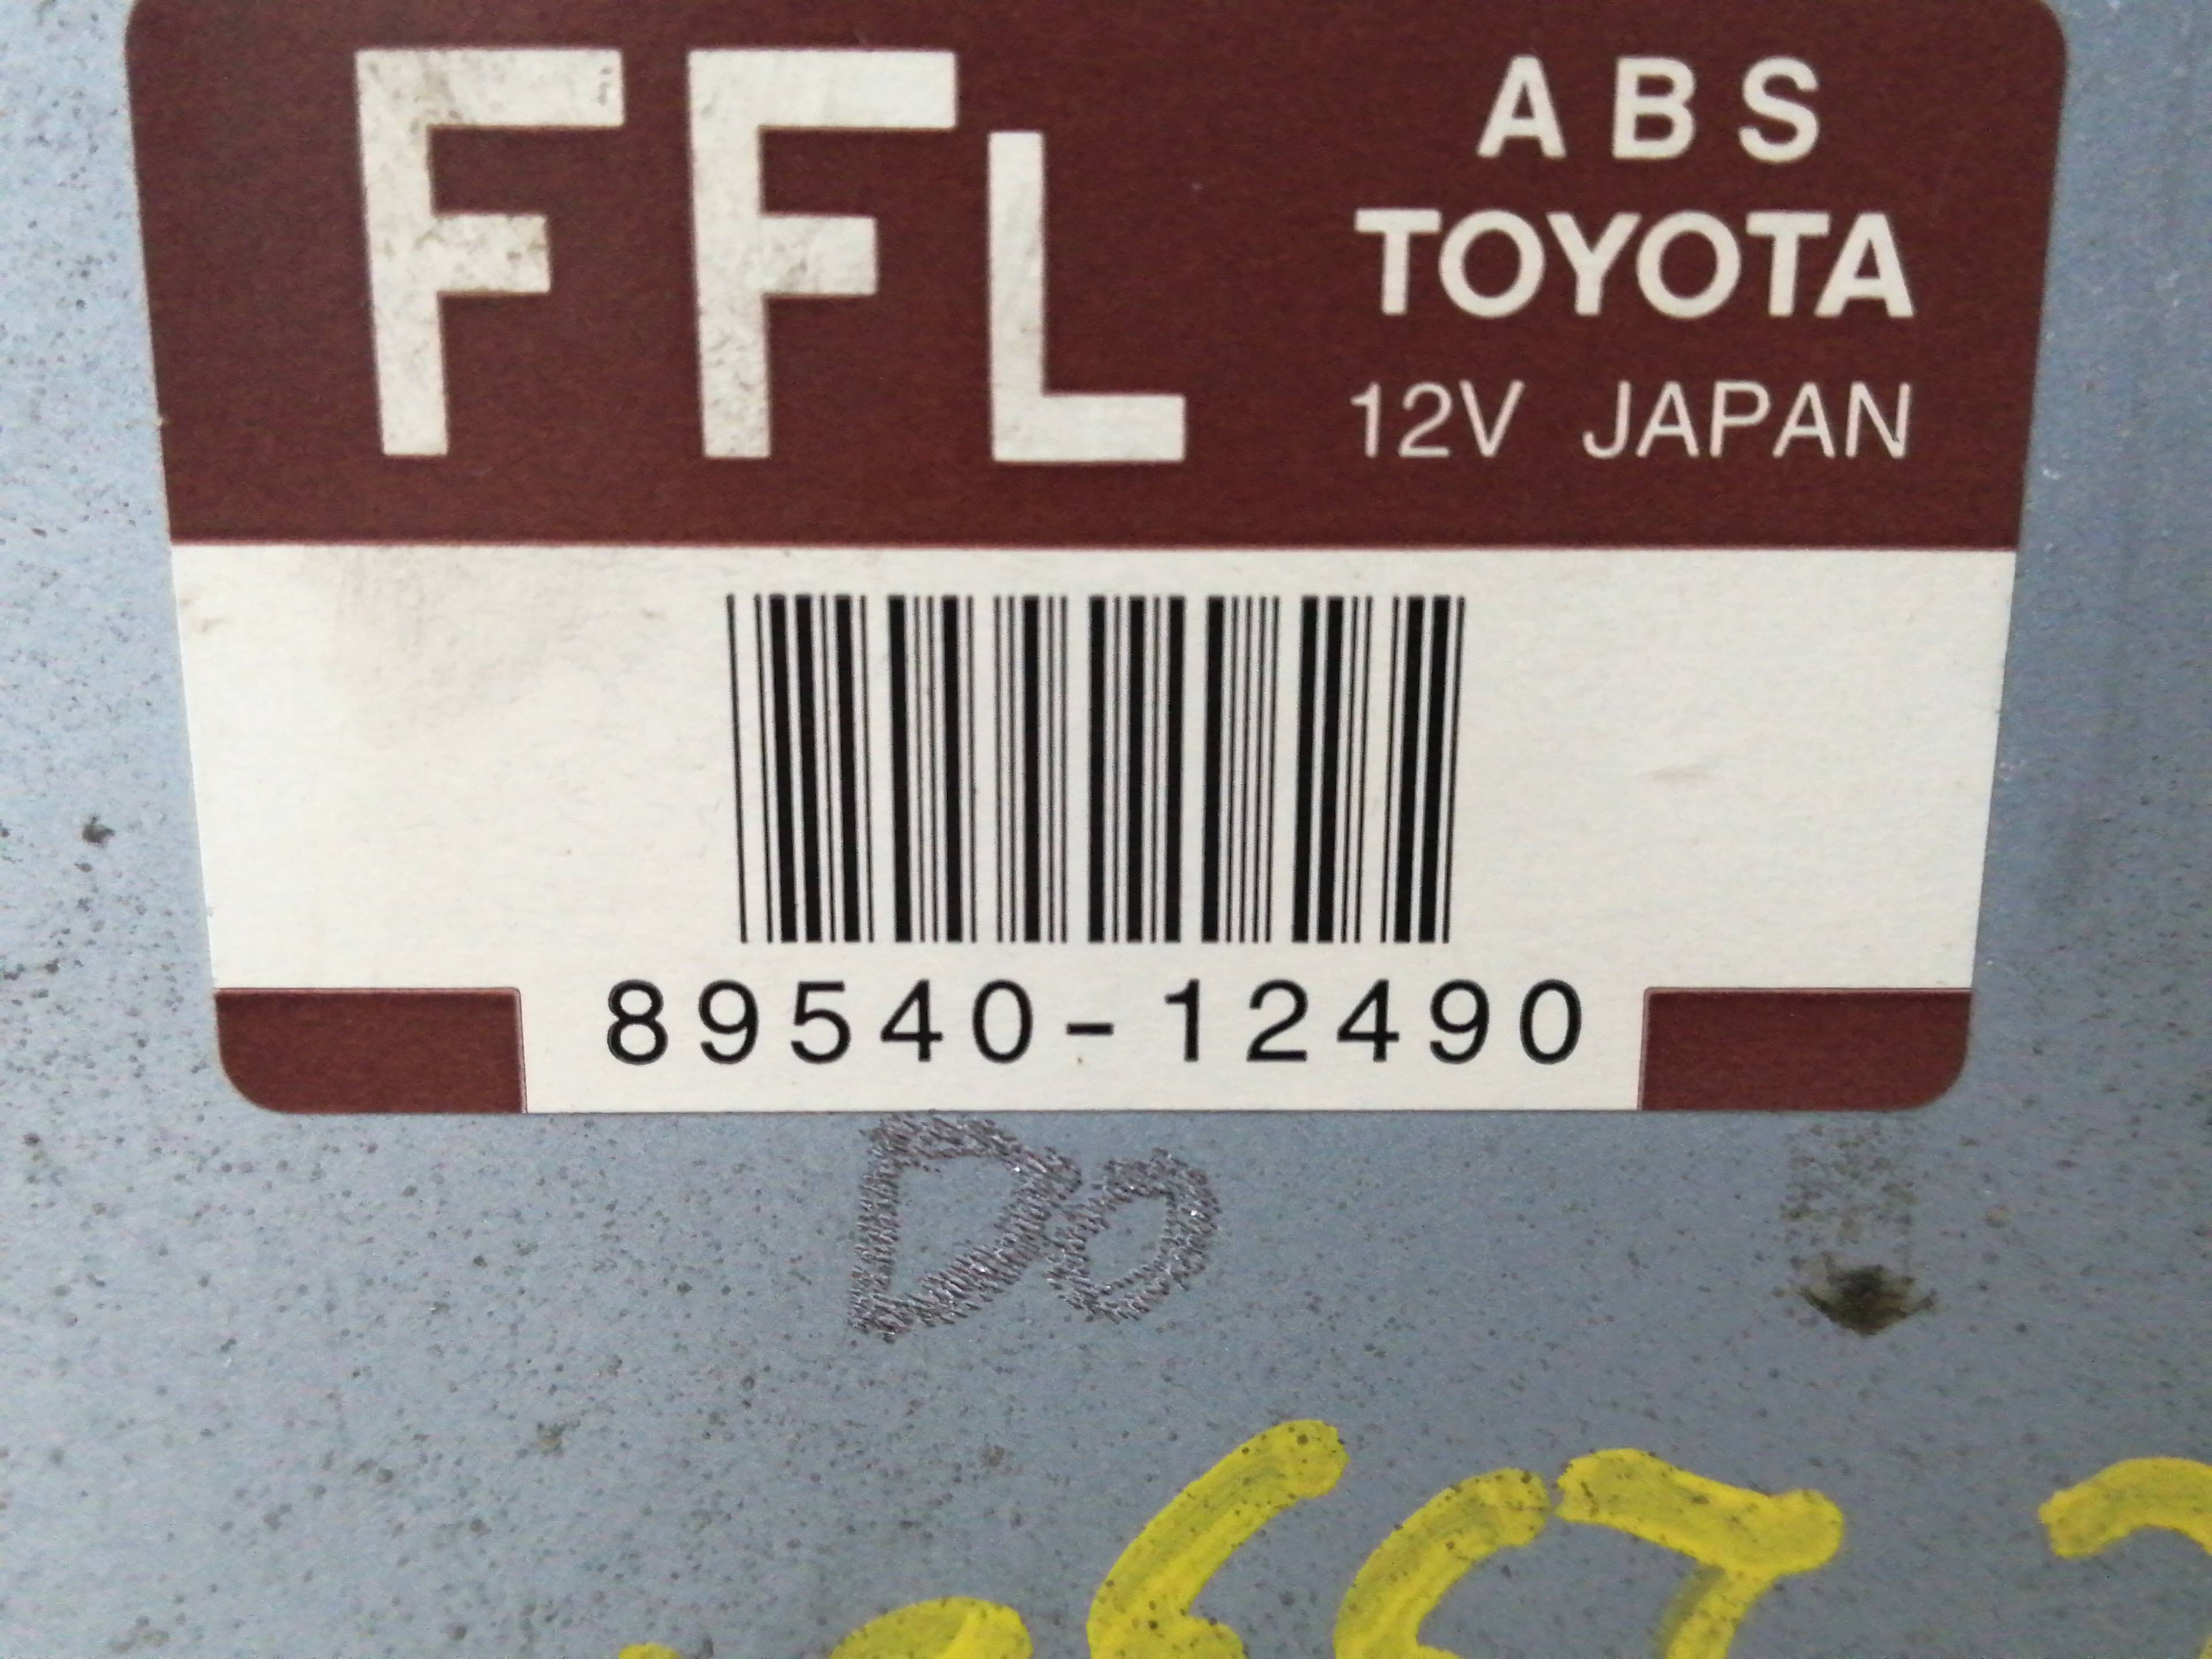 FFL
ABS
TOYOTA
12V JAPAN
89540-12490
DO